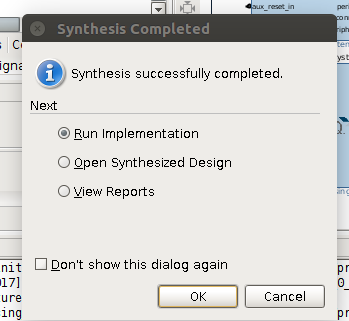 aux_reset_in
Synthesis Completed
Synthesis successfully completed.
Next
Run Implementation
Open Synthesized Design
View Reports
Don't show this dialog again
OK
Cancel